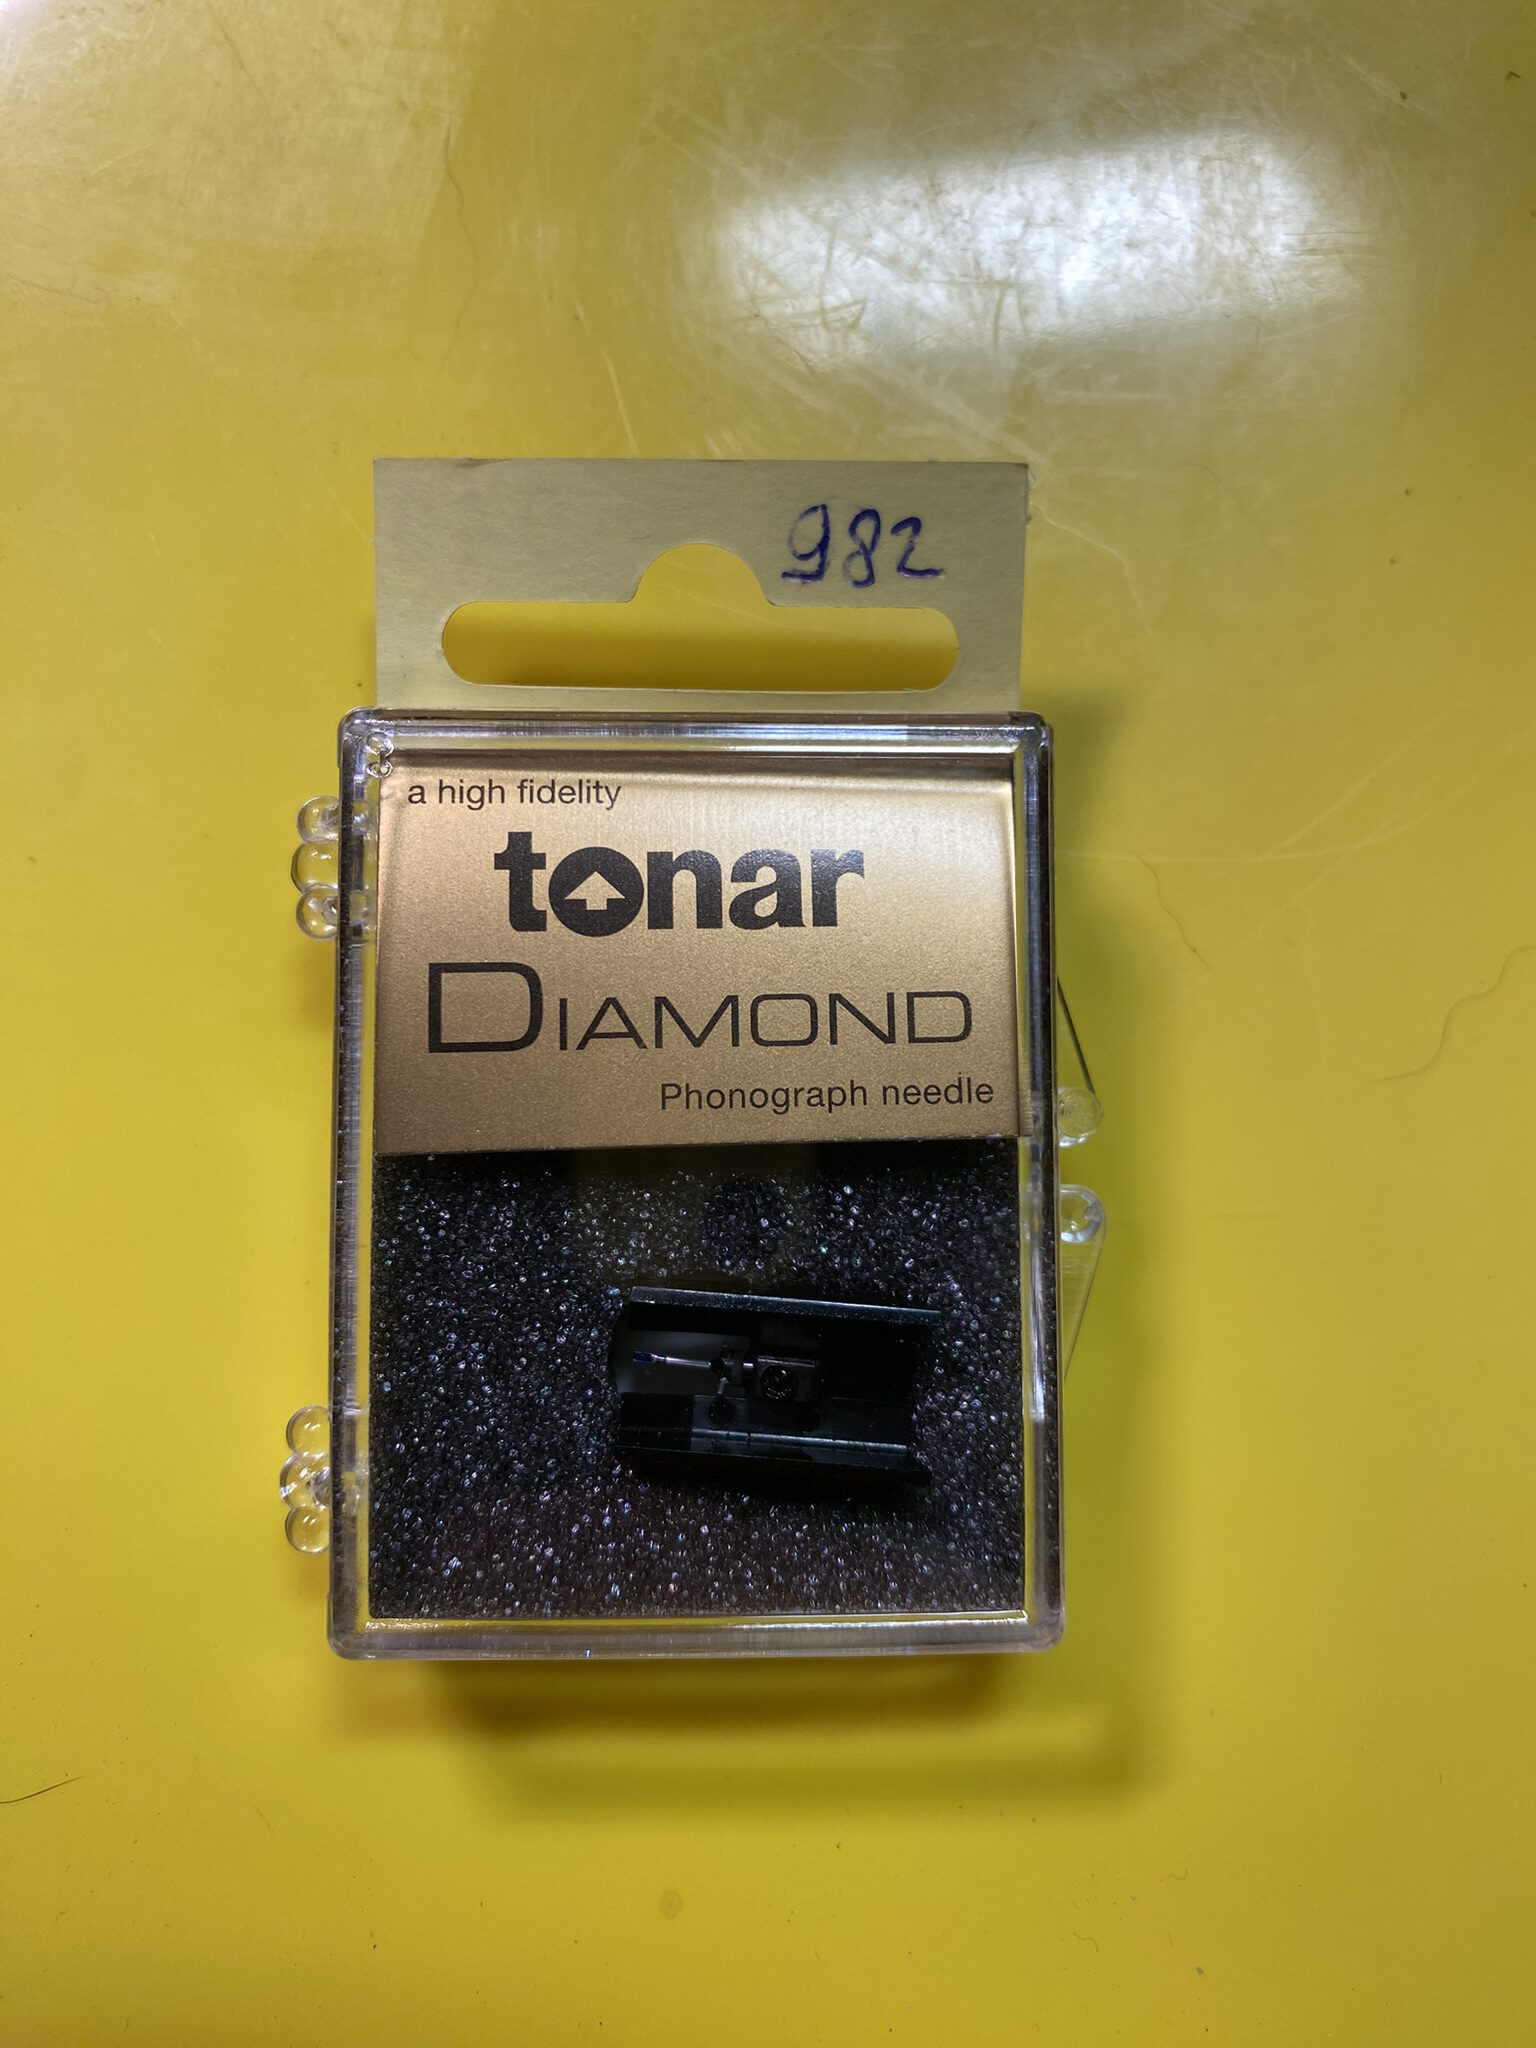 982
a high fidelity
tonar
DIAMOND
Phonograph needle